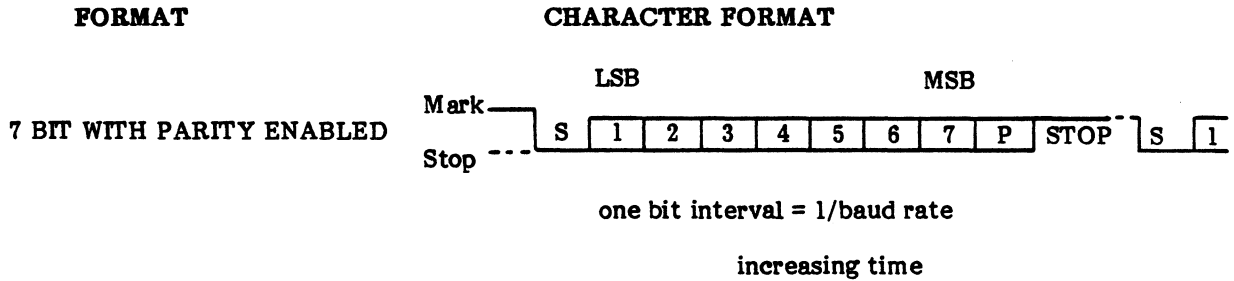 FORMAT CHARACTER FORMAT
LSB MSB
Mark
7 BIT WITH PARITY ENABLED S 1 2 3 4 5 6 7 P STOP S 1
Stop
one bit interval = 1/baud rate
increasing time